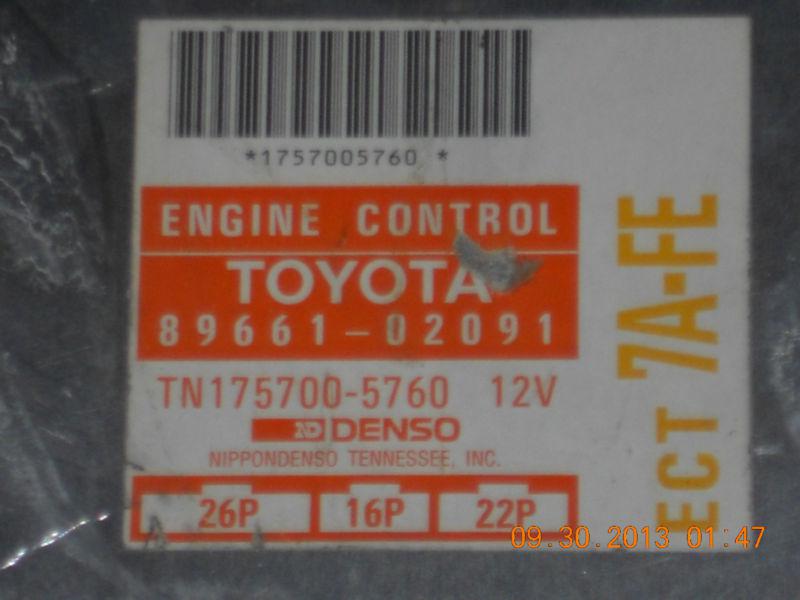 *1757005760 *
ENGINE CONTROL
TOYOTA
89661-02091
TN175700-5760 12V
ND DENSO
NIPPONDENSO TENNESSEE, INC.
26P 16P 22P
ECT 7A-FE
09.30.2013 01:47